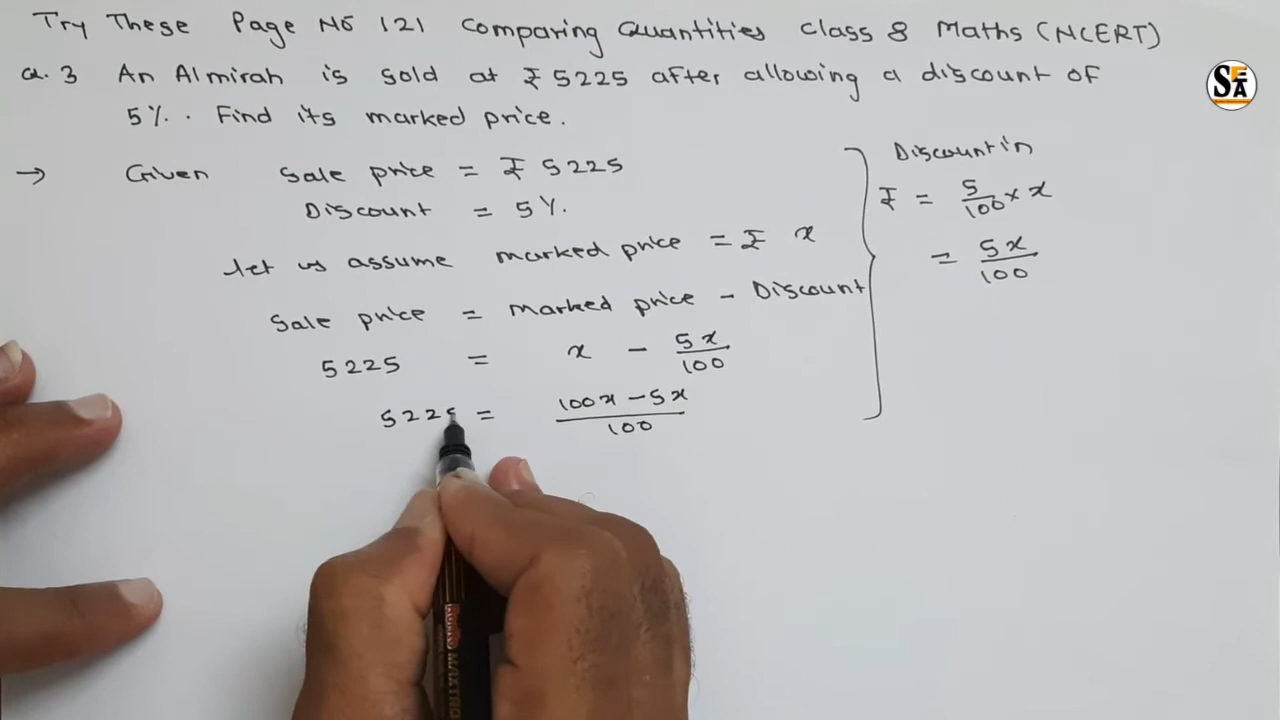 Try These Page No 121 Comparing Quantities Class 8 Maths (NCERT)
Q. 3 An Almirah is sold at ₹ 5225 after allowing a discount of
5%. Find its marked price.
→ Given Sale price = ₹ 5225
Discount = 5%.
let us assume marked price = ₹ x
Sale price = marked price - Discount
5225 = x - 5x/100
5225 = 100x - 5x/100
Discount in
₹ = 5/100 × x
= 5x/100
SFA